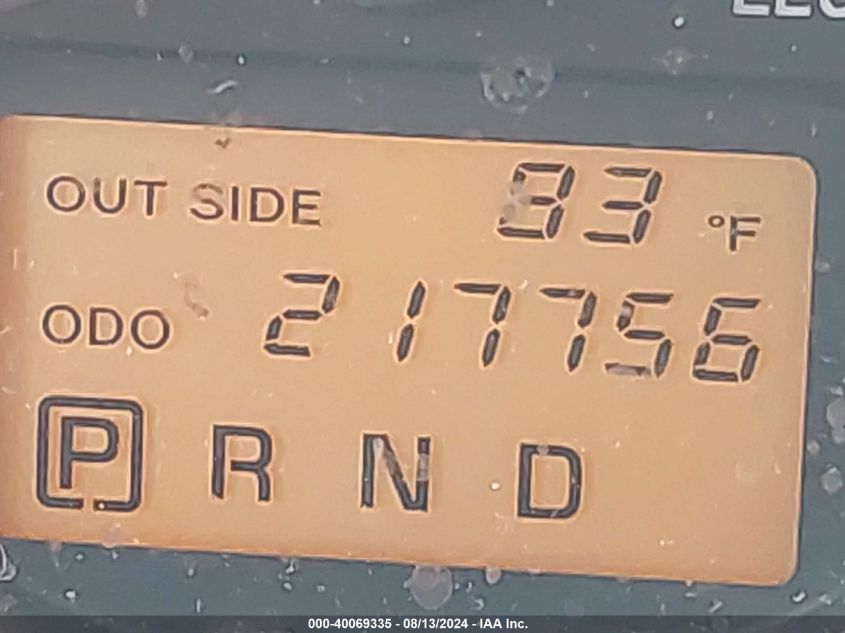 OUT SIDE 83 °F
ODO 217756
P R N D
000-40069335 - 08/13/2024 - IAA Inc.